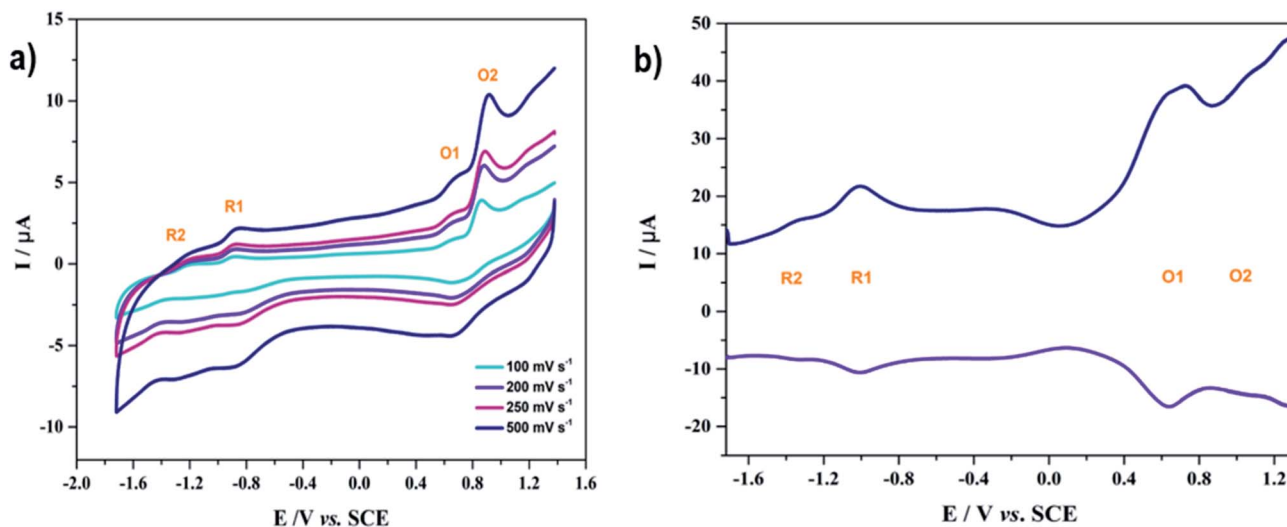 a)
15
10
5
0
-5
-10
I / µA
-2.0 -1.6 -1.2 -0.8 -0.4 0.0 0.4 0.8 1.2 1.6
E /V vs. SCE
R2
R1
O1
O2
100 mV s⁻¹
200 mV s⁻¹
250 mV s⁻¹
500 mV s⁻¹
b)
50
40
30
20
10
0
-10
-20
I / µA
-1.6 -1.2 -0.8 -0.4 0.0 0.4 0.8 1.2
E / V vs. SCE
R2 R1 O1 O2